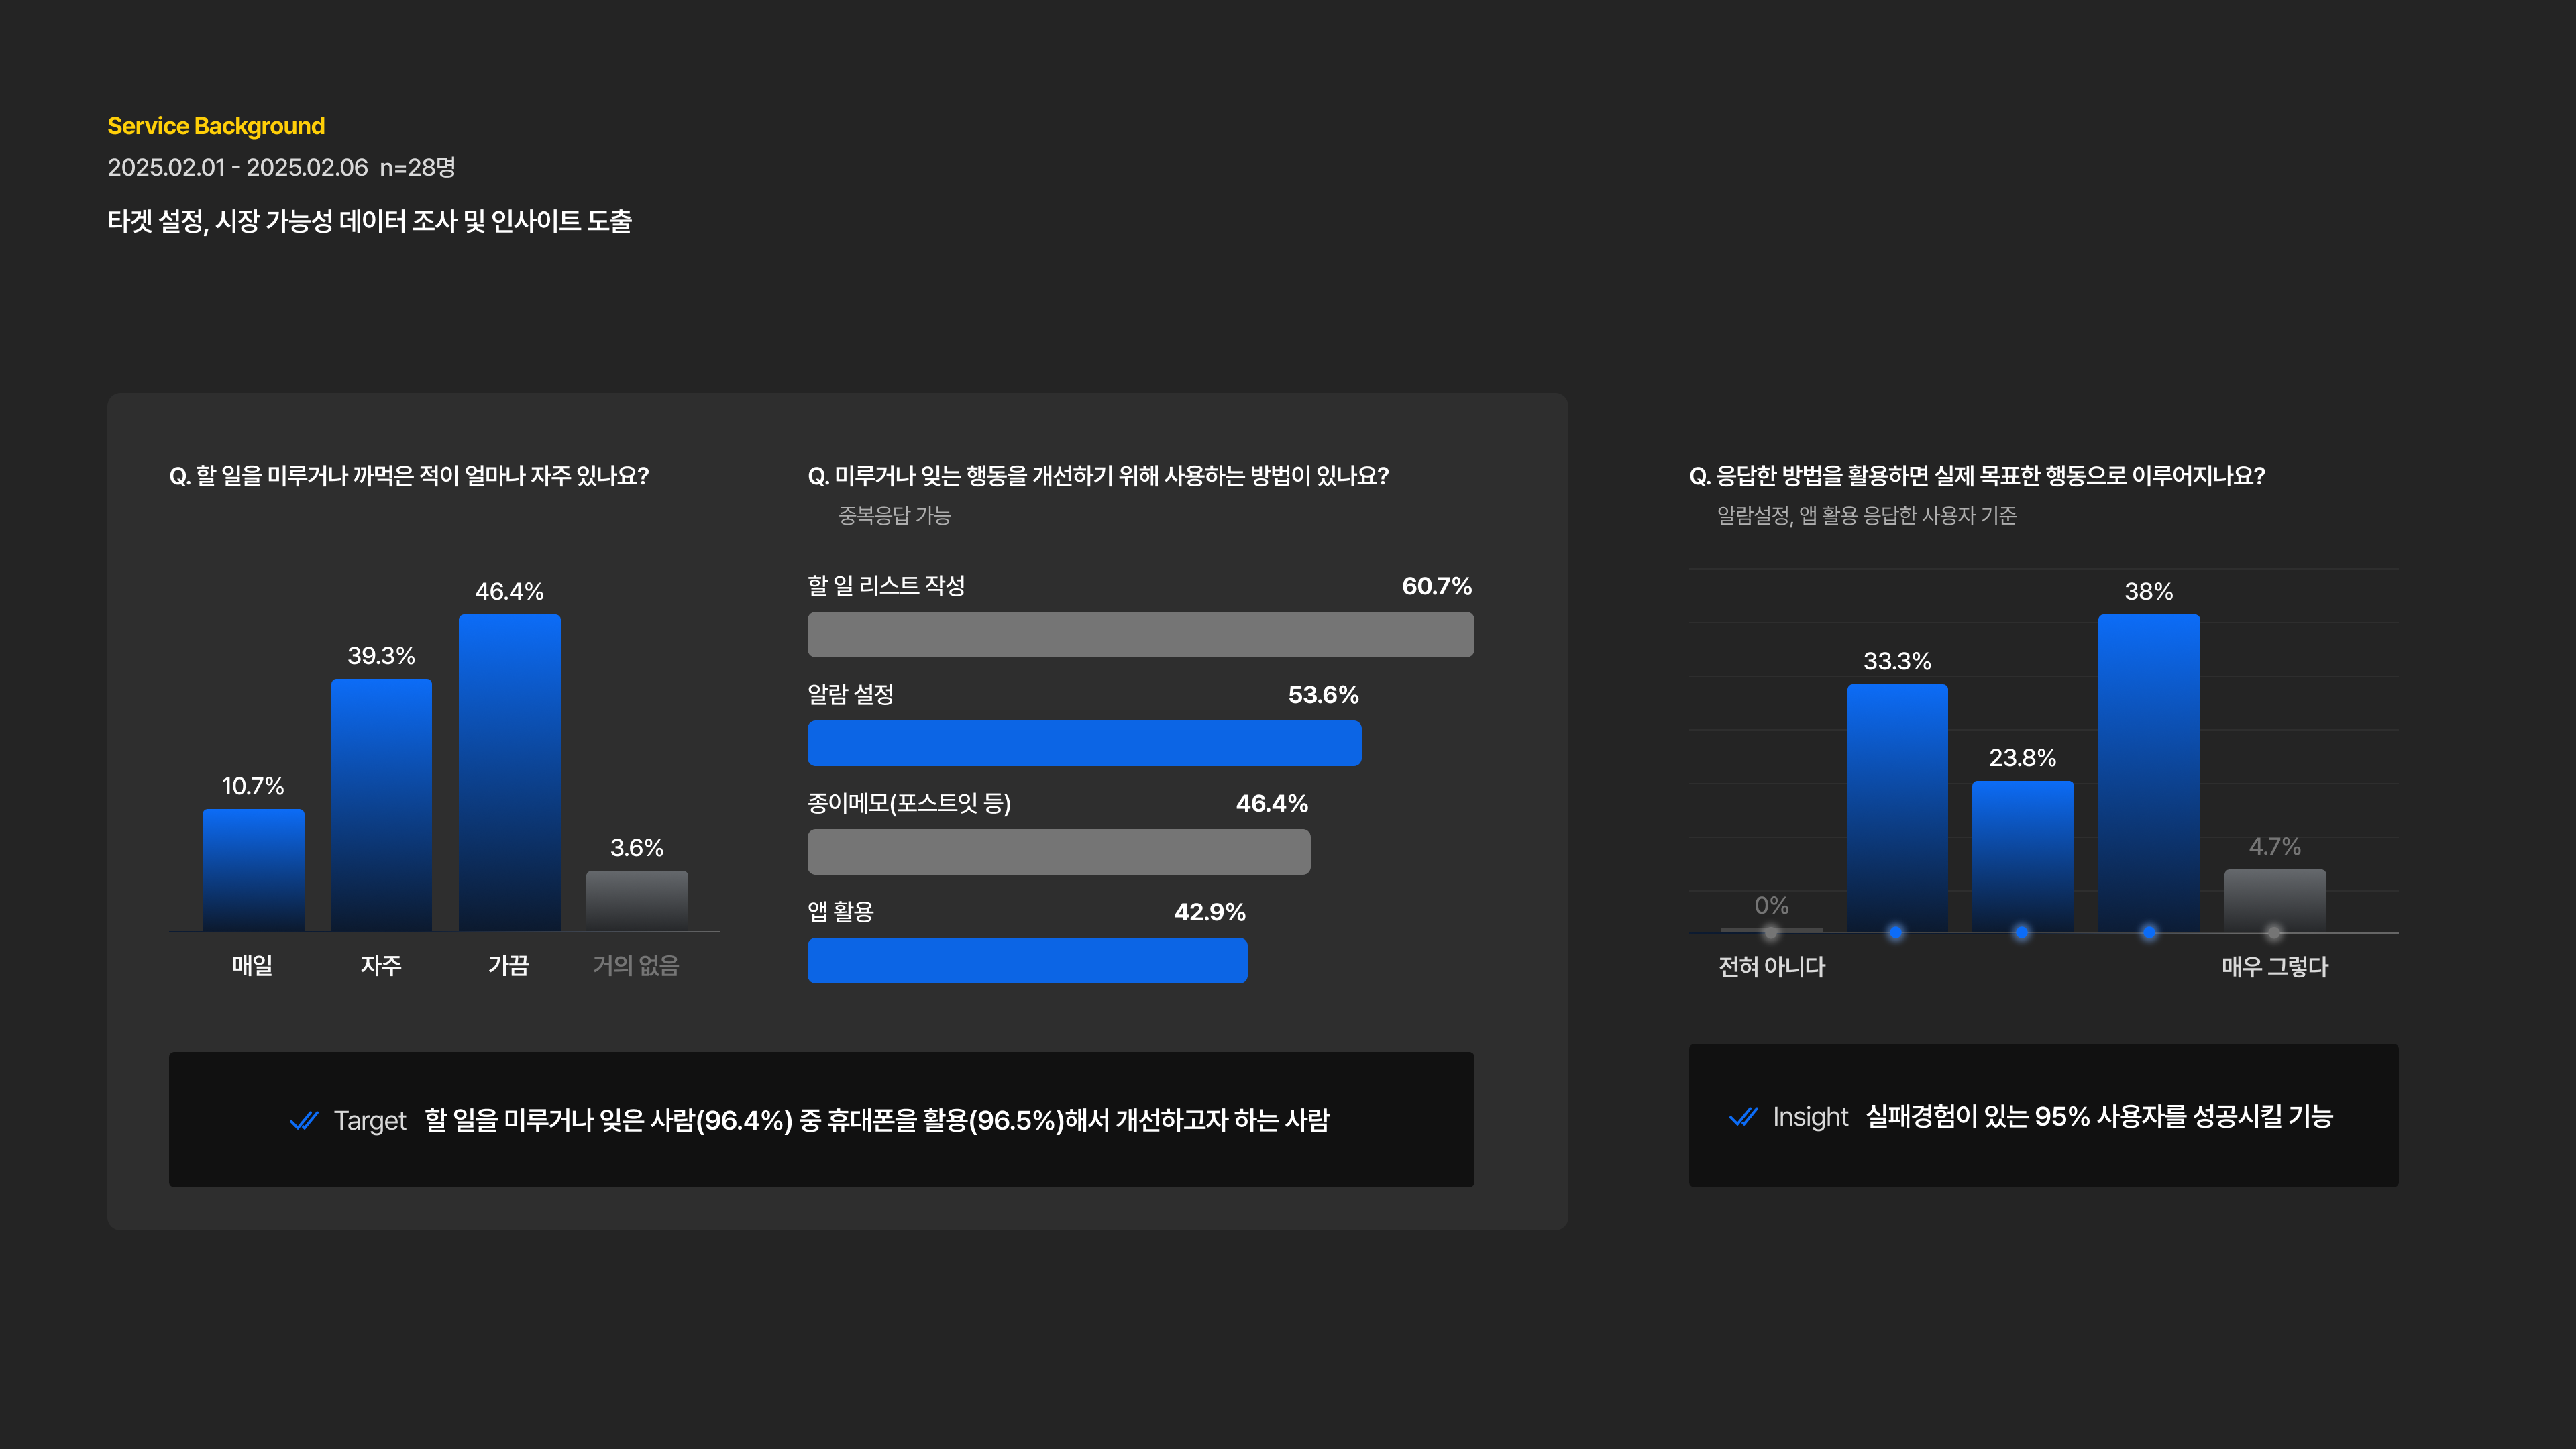 Service Background
2025.02.01 - 2025.02.06 n=28명
타겟 설정, 시장 가능성 데이터 조사 및 인사이트 도출
Q. 할 일을 미루거나 까먹은 적이 얼마나 자주 있나요?
10.7%
39.3%
46.4%
3.6%
매일
자주
가끔
거의 없음
Q. 미루거나 잊는 행동을 개선하기 위해 사용하는 방법이 있나요?
중복응답 가능
할 일 리스트 작성 60.7%
알람 설정 53.6%
종이메모(포스트잇 등) 46.4%
앱 활용 42.9%
Target 할 일을 미루거나 잊은 사람(96.4%) 중 휴대폰을 활용(96.5%)해서 개선하고자 하는 사람
Q. 응답한 방법을 활용하면 실제 목표한 행동으로 이루어지나요?
알람설정, 앱 활용 응답한 사용자 기준
0%
33.3%
23.8%
38%
4.7%
전혀 아니다
매우 그렇다
Insight 실패경험이 있는 95% 사용자를 성공시킬 기능